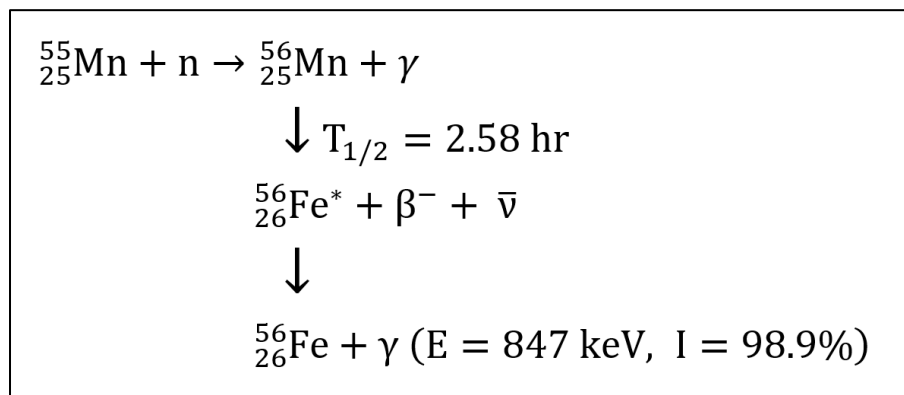 ⁵⁵₂₅Mn + n → ⁵⁶₂₅Mn + γ
↓ T₁/₂ = 2.58 hr
⁵⁶₂₆Fe* + β⁻ + ν̄
↓
⁵⁶₂₆Fe + γ (E = 847 keV, I = 98.9%)